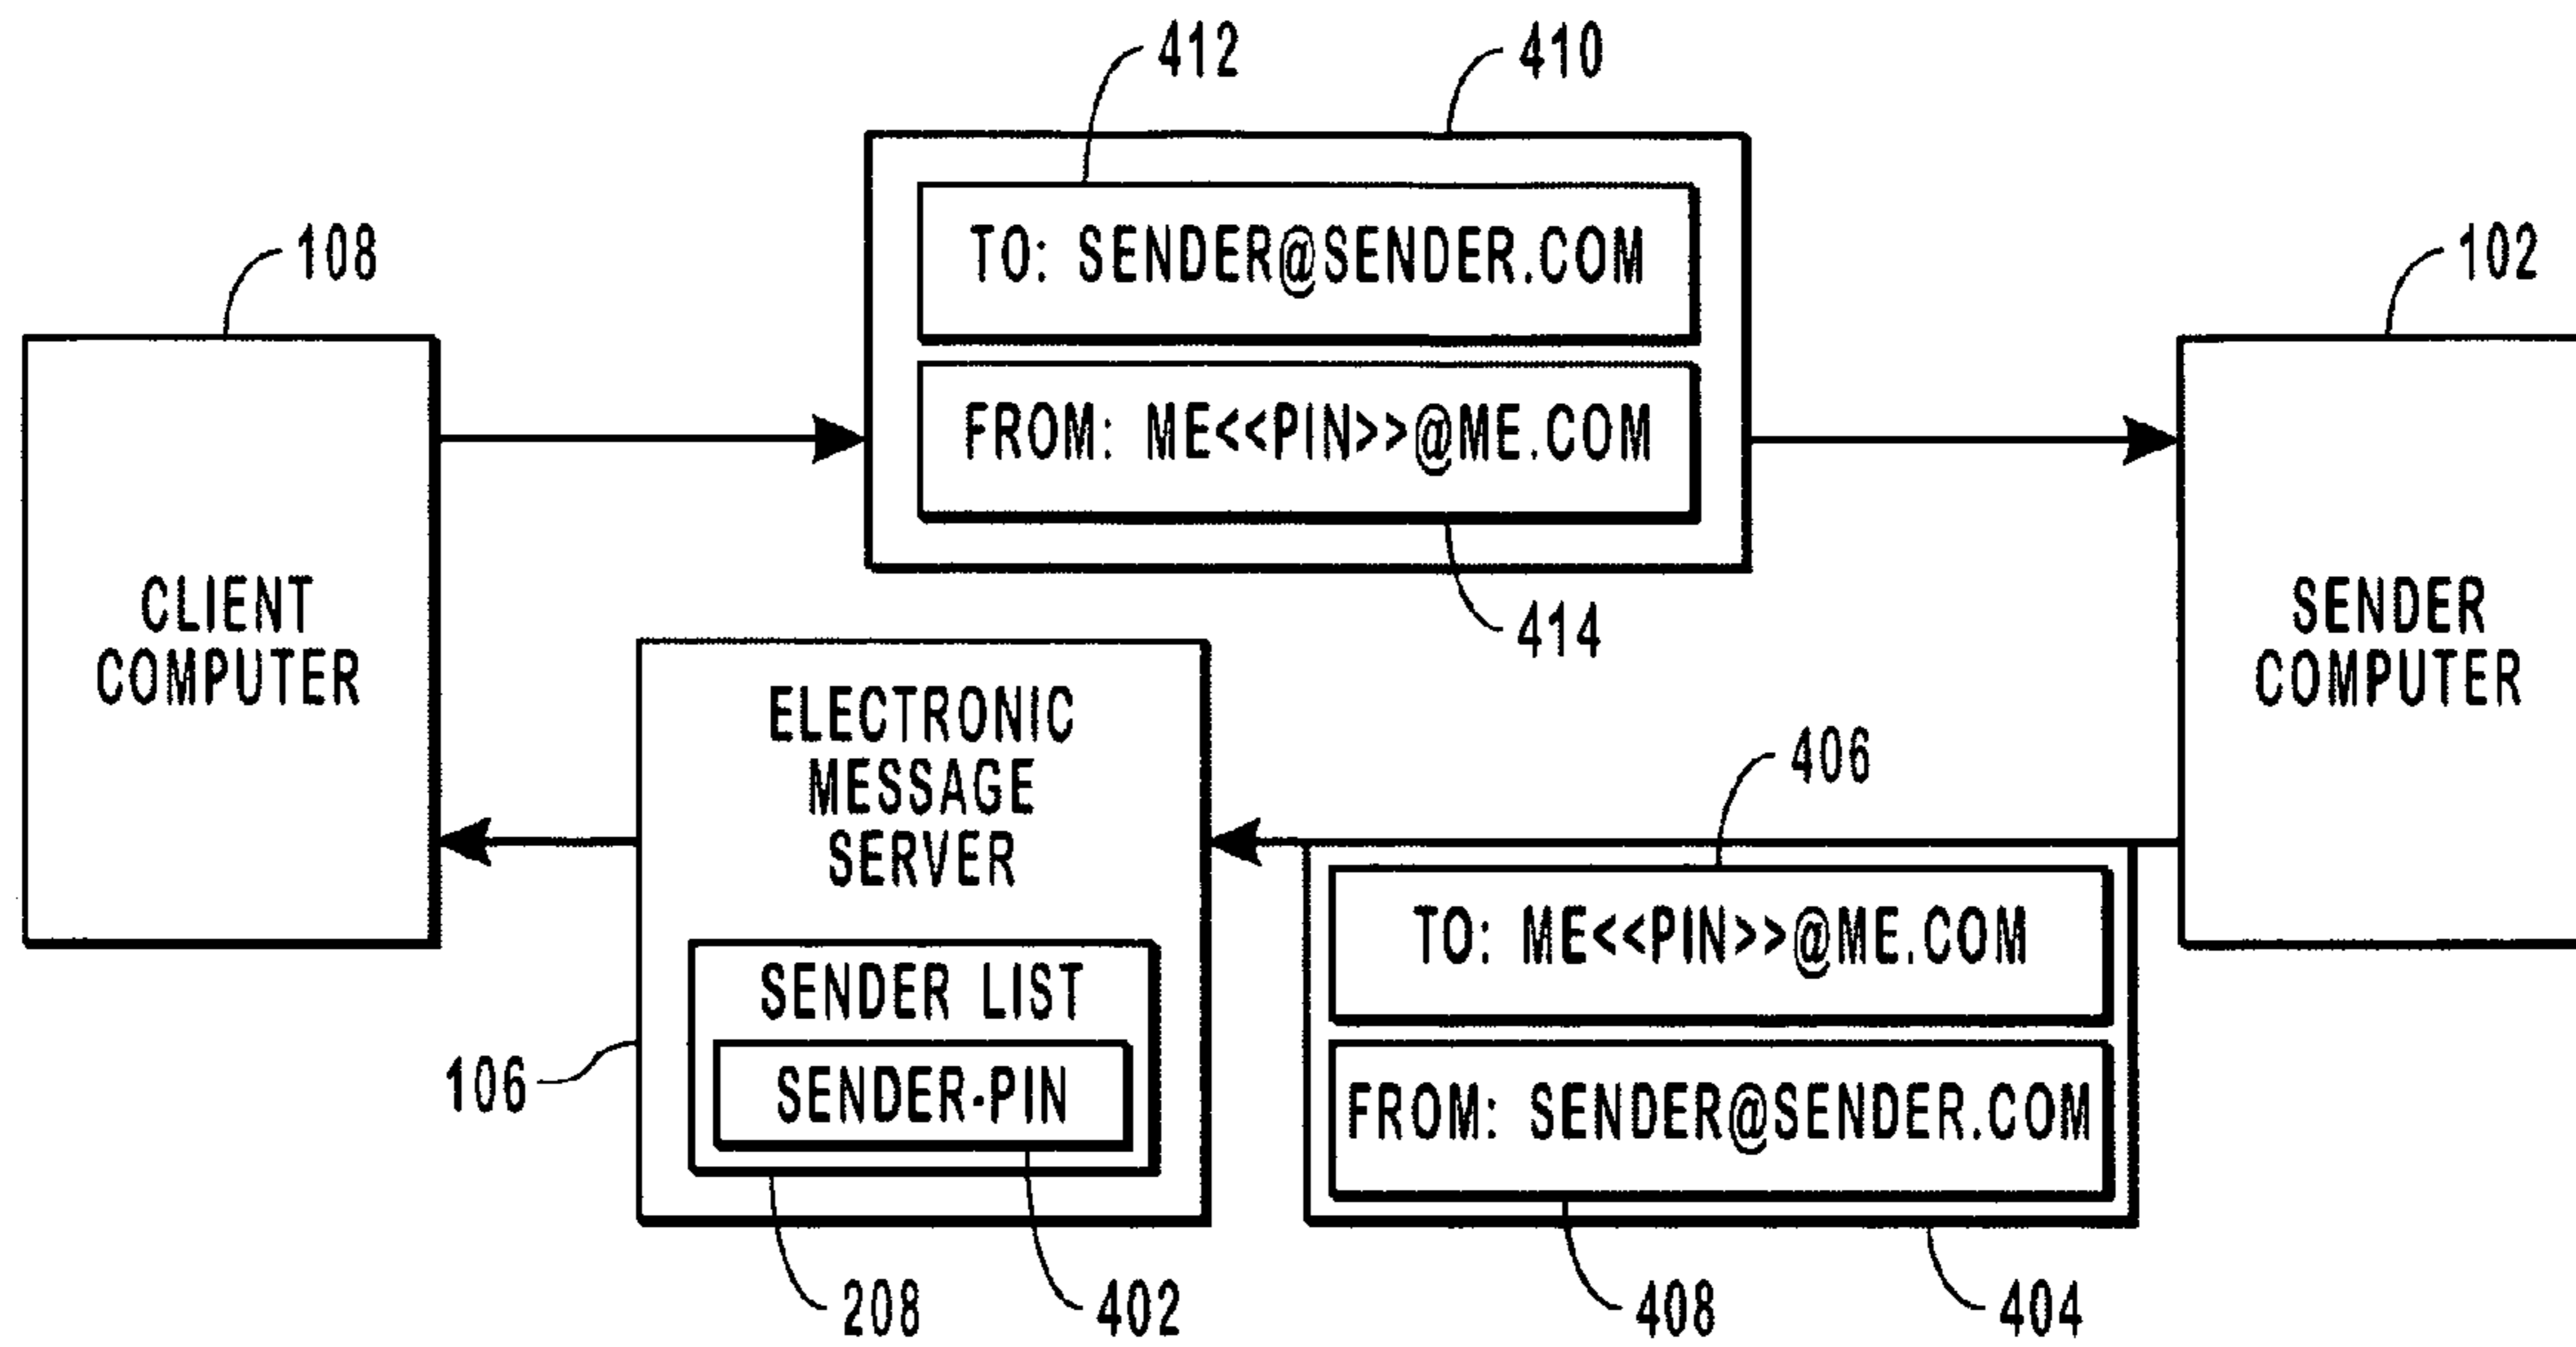 412
410
108
TO: SENDER@SENDER.COM
102
FROM: ME<<PIN>>@ME.COM
CLIENT
COMPUTER
SENDER
COMPUTER
414
ELECTRONIC
MESSAGE
SERVER
406
TO: ME<<PIN>>@ME.COM
SENDER LIST
106
SENDER-PIN
FROM: SENDER@SENDER.COM
208
402
408
404